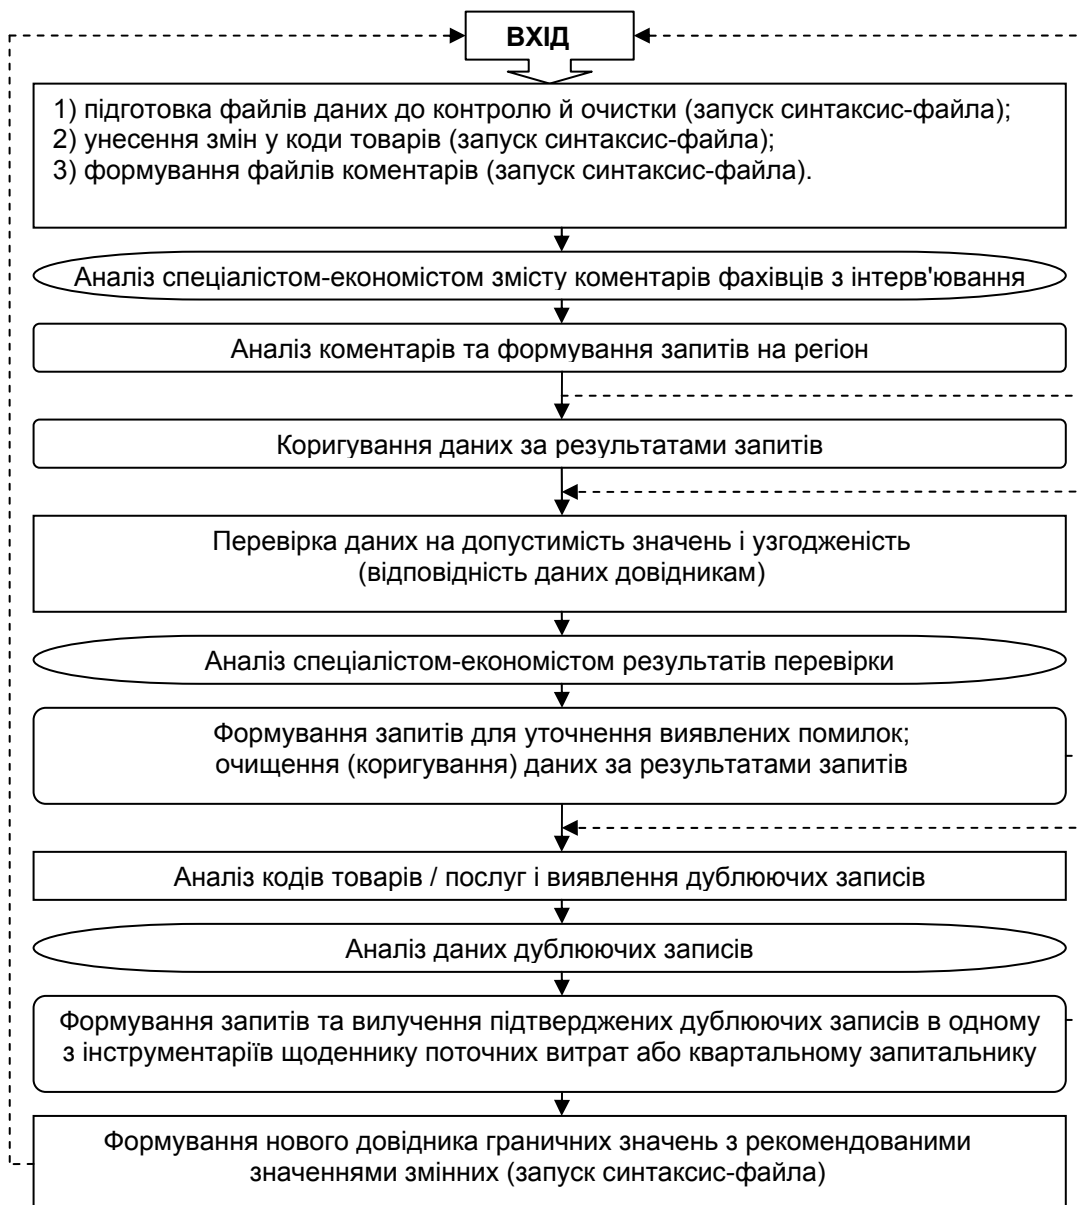 ВХІД
1) підготовка файлів даних до контролю й очистки (запуск синтаксис-файла);
2) унесення змін у коди товарів (запуск синтаксис-файла);
3) формування файлів коментарів (запуск синтаксис-файла).
Аналіз спеціалістом-економістом змісту коментарів фахівців з інтерв'ювання
Аналіз коментарів та формування запитів на регіон
Коригування даних за результатами запитів
Перевірка даних на допустимість значень і узгодженість
(відповідність даних довідникам)
Аналіз спеціалістом-економістом результатів перевірки
Формування запитів для уточнення виявлених помилок;
очищення (коригування) даних за результатами запитів
Аналіз кодів товарів / послуг і виявлення дублюючих записів
Аналіз даних дублюючих записів
Формування запитів та вилучення підтверджених дублюючих записів в одному
з інструментаріїв щоденнику поточних витрат або квартальному запитальнику
Формування нового довідника граничних значень з рекомендованими
значеннями змінних (запуск синтаксис-файла)